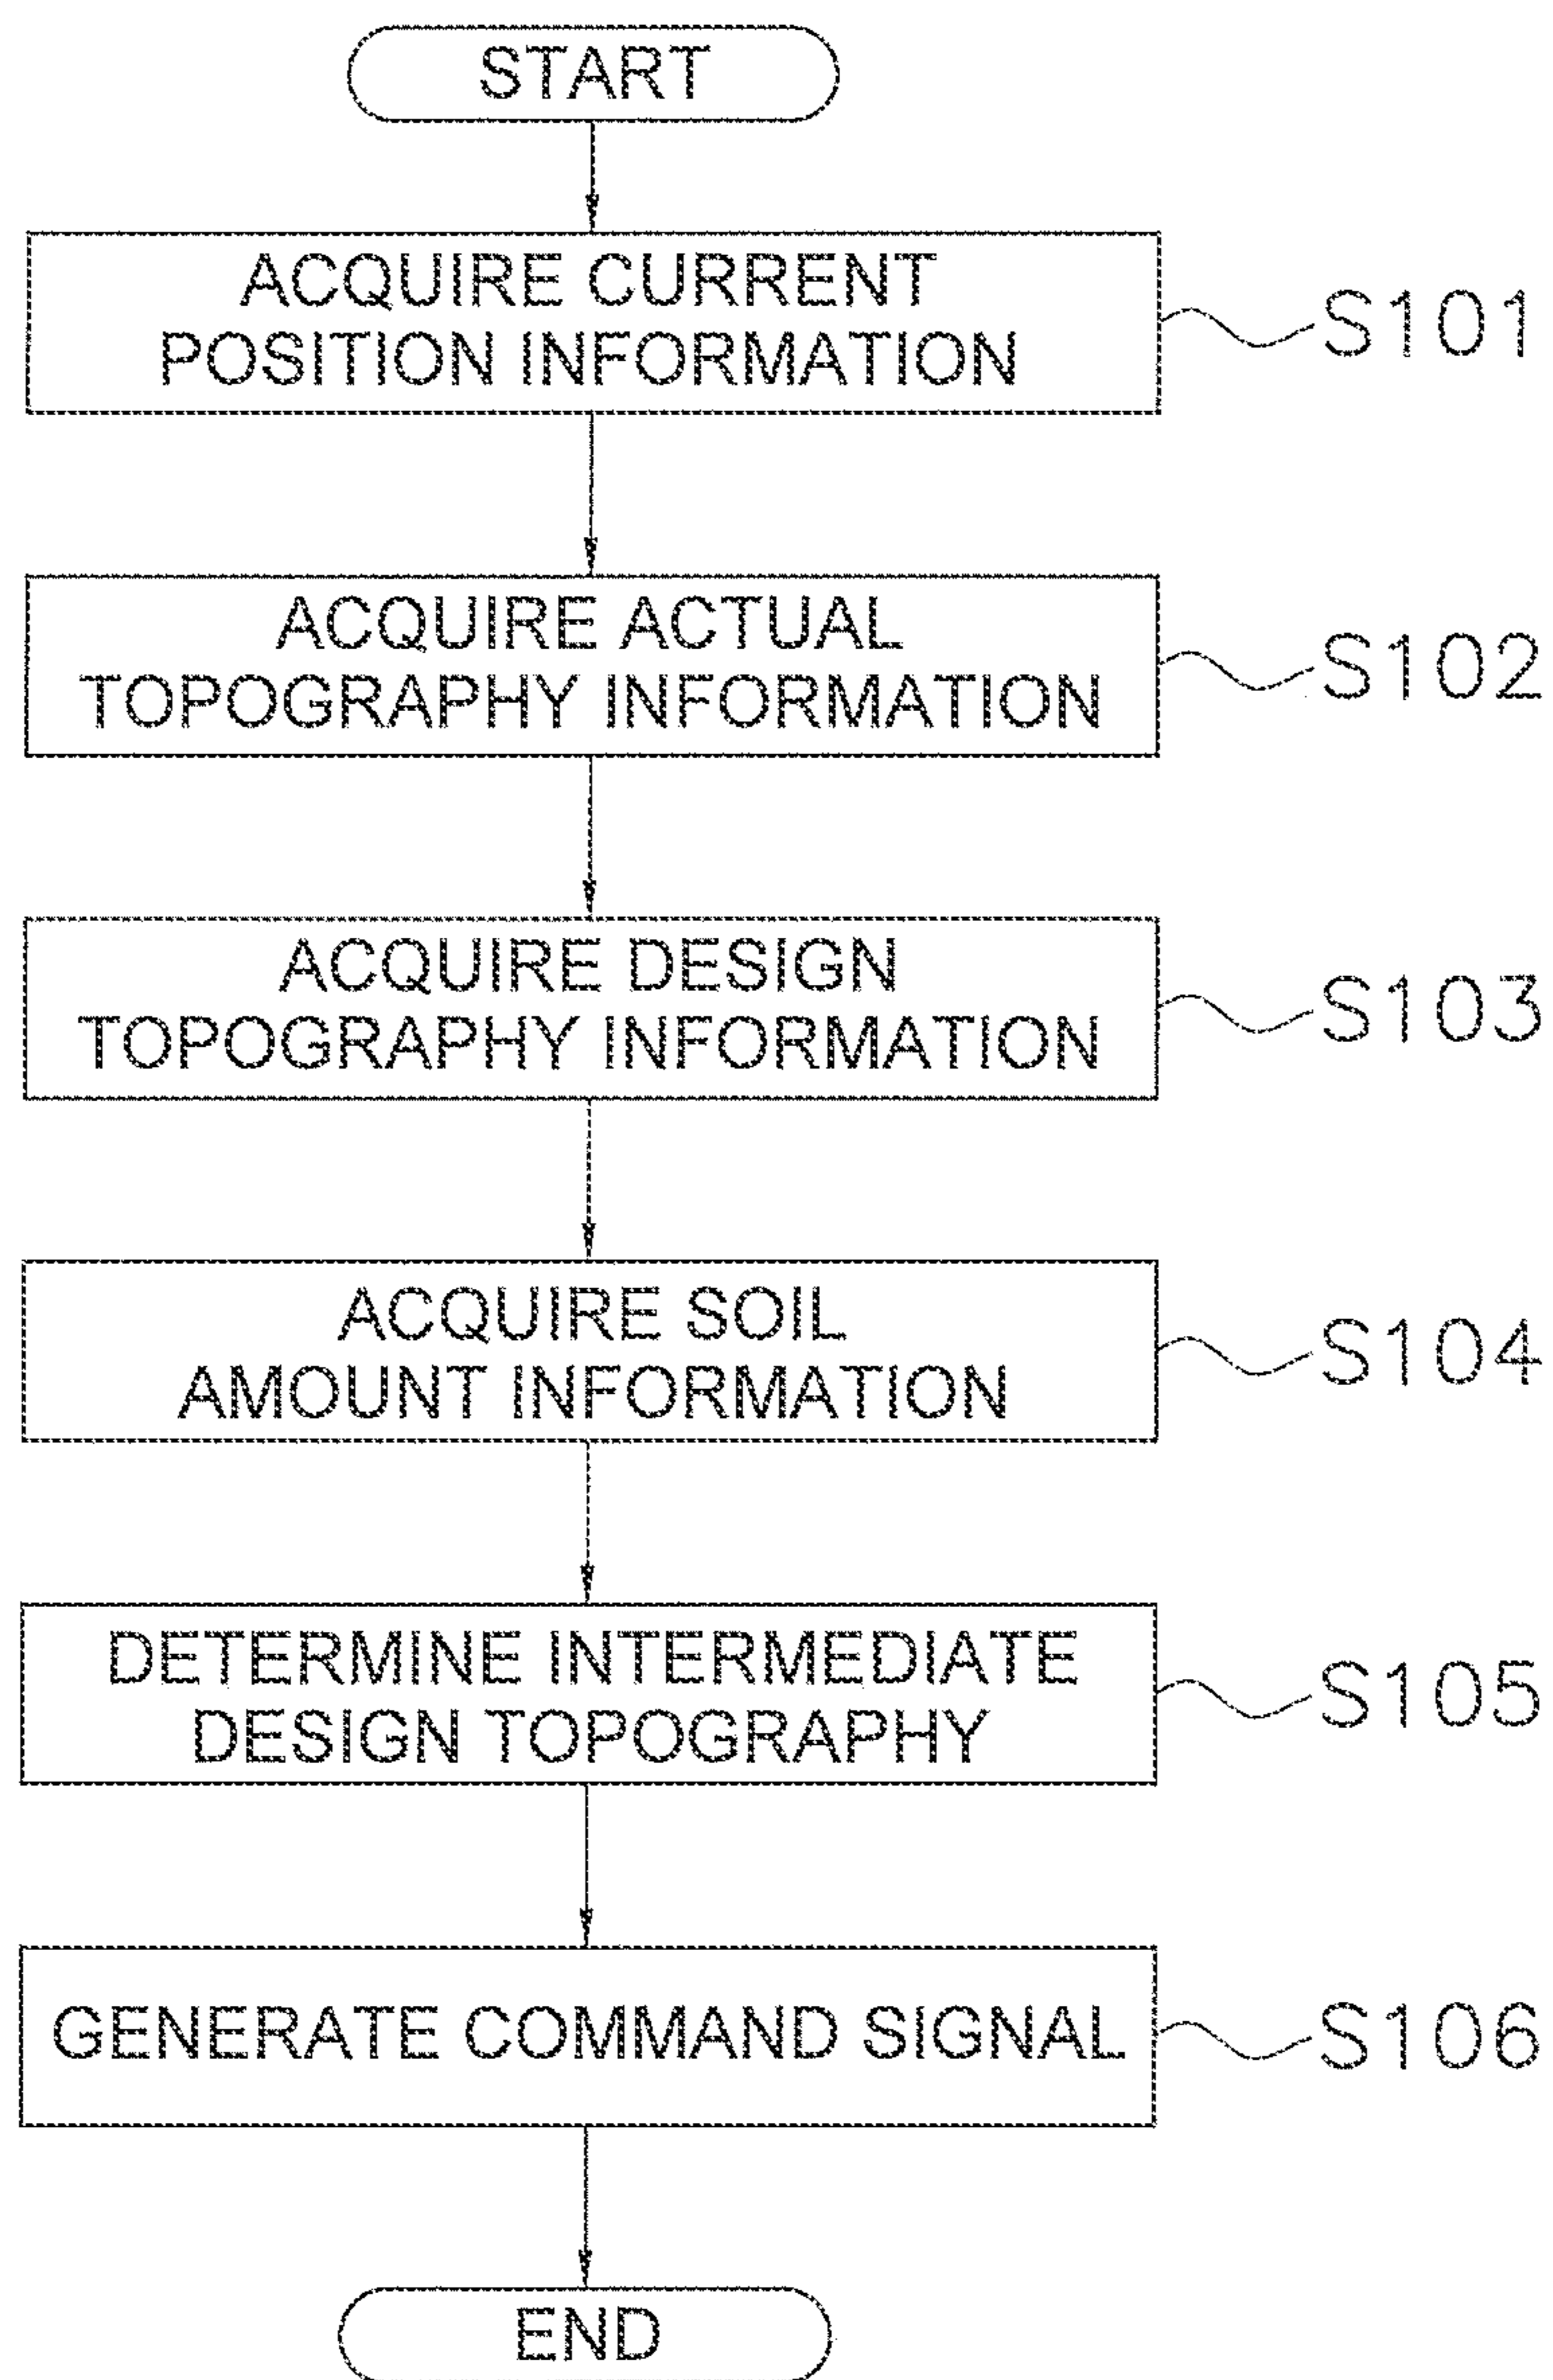 START
ACQUIRE CURRENT
POSITION INFORMATION
S101
ACQUIRE ACTUAL
TOPOGRAPHY INFORMATION
S102
ACQUIRE DESIGN
TOPOGRAPHY INFORMATION
S103
ACQUIRE SOIL
AMOUNT INFORMATION
S104
DETERMINE INTERMEDIATE
DESIGN TOPOGRAPHY
S105
GENERATE COMMAND SIGNAL
S106
END